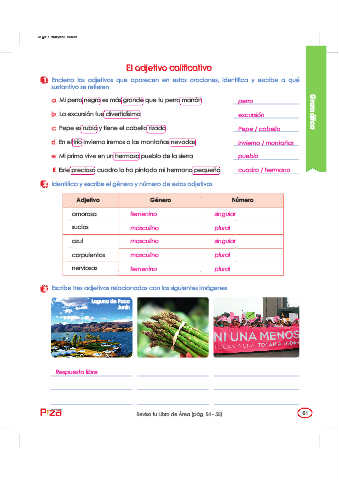 El adjetivo calificativo
1 Encierra los adjetivos que aparecen en estas oraciones, identifica y escribe a qué
sustantivo se refieren.
a Mi perro negro es más grande que tu perro marrón. perro
b La excursión fue divertidísima. excursión
c Pepe es rubio y tiene el cabello rizado. Pepe / cabello
d En el frío invierno iremos a las montañas nevadas. invierno / montañas
e Mi primo vive en un hermoso pueblo de la sierra. pueblo
f Este precioso cuadro lo ha pintado mi hermano pequeño. cuadro / hermano
Gramática
2 Identifica y escribe el género y número de estos adjetivos.
Adjetivo Género Número
amorosa femenino singular
sucios masculino plural
azul masculino singular
corpulentos masculino plural
nerviosas femenino plural
3 Escribe tres adjetivos relacionados con las siguientes imágenes.
Laguna de Paca
Junín
NI UNA MENOS
Respuesta libre
Revisa tu Libro de Área (pág. 54 - 55)
61